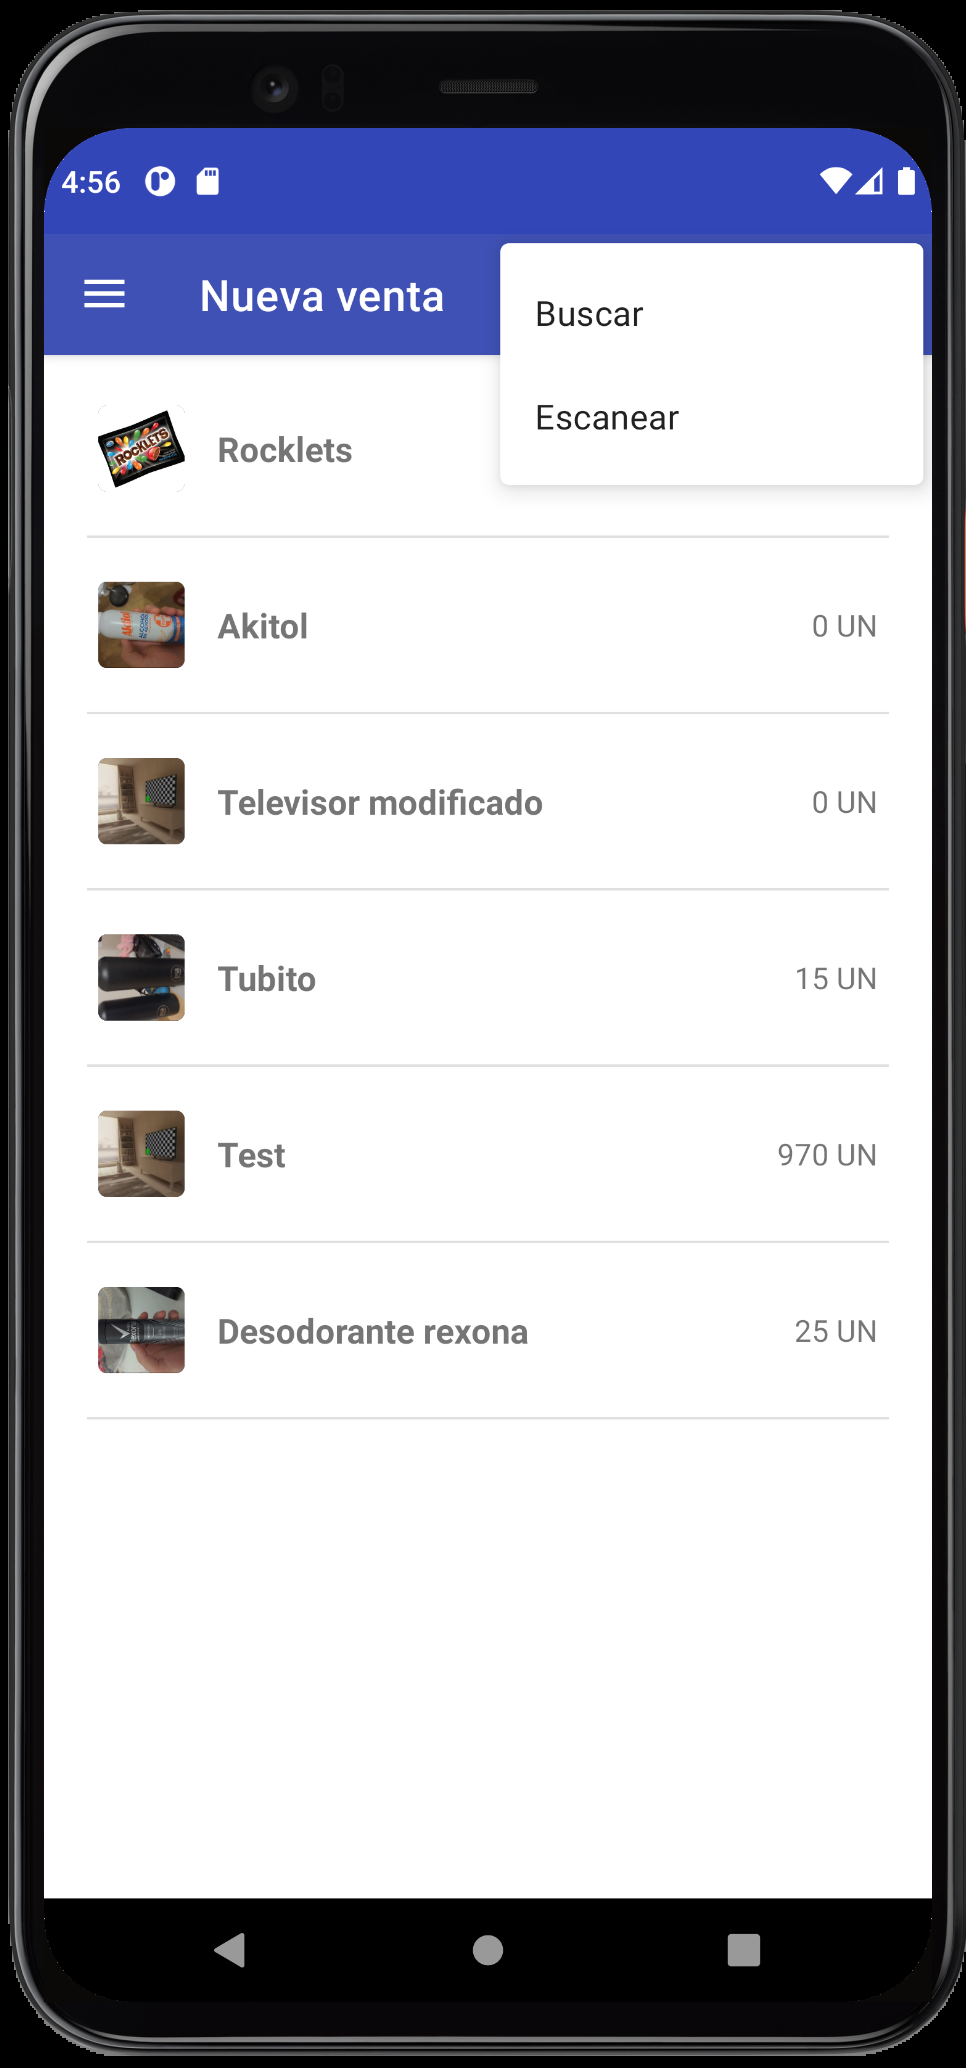 4:56
Nueva venta
Buscar
Escanear
ROCKLETS
Rocklets
Akitol
Akitol
0 UN
Televisor modificado
0 UN
Tubito
15 UN
Test
970 UN
Desodorante rexona
25 UN